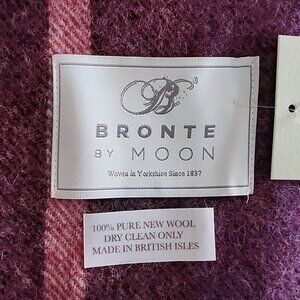 B
BRONTE
BY MOON
Woven in Yorkshire Since 1837
100% PURE NEW WOOL
DRY CLEAN ONLY
MADE IN BRITISH ISLES